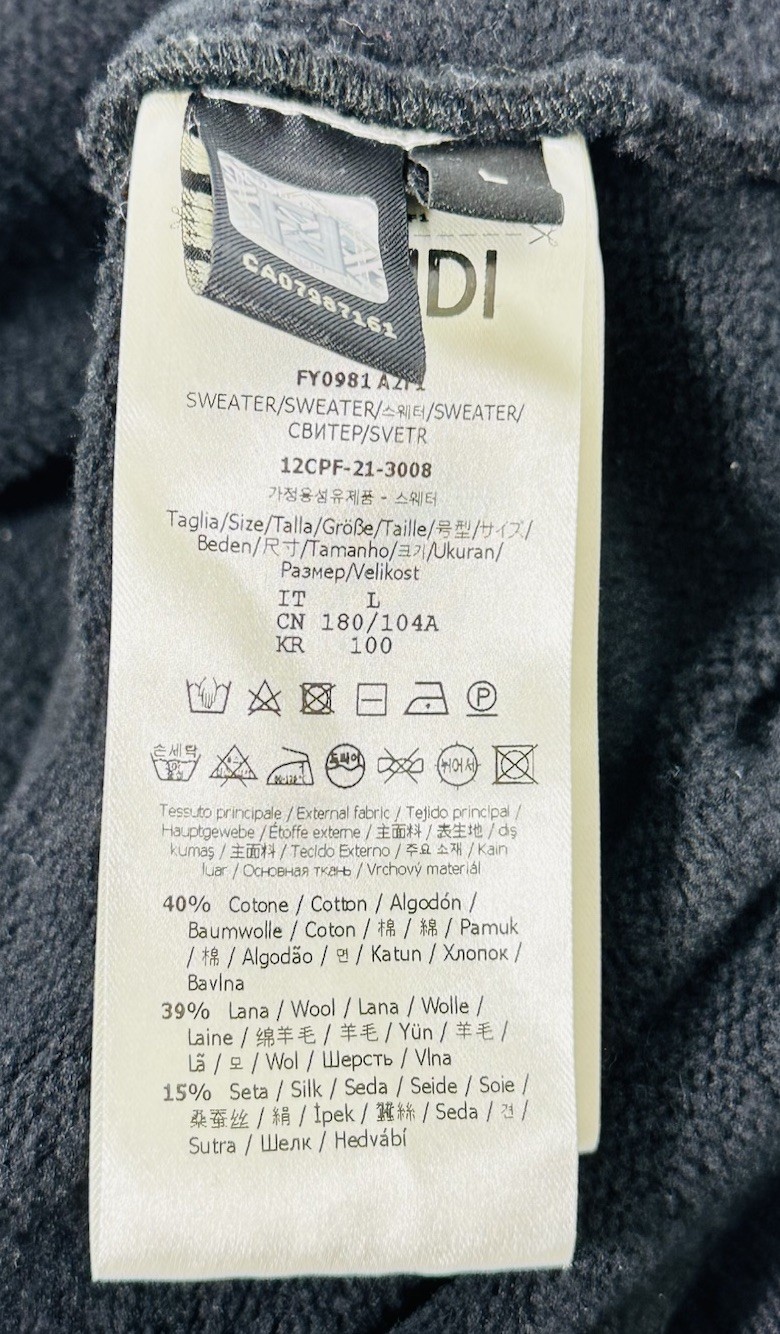 CA07987161
DI
FY0981 A2F1
SWEATER/SWEATER/스웨터/SWEATER/
СВИТЕР/SVETR
12CPF-21-3008
가정용섬유제품 - 스웨터
Taglia/Size/Talla/Größe/Taille/号型/サイズ/
Beden/尺寸/Tamanho/크기/Ukuran/
Размер/Velikost
IT L
CN 180/104A
KR 100
P
손세탁
드라이 뉘어서
Tessuto principale / External fabric / Tejido principal /
Hauptgewebe / Étoffe externe / 主面料 / 表生地 / dış
kumaş / 主面料 / Tecido Externo / 주요 소재 / Kain
luar / Основная ткань / Vrchový materiál
40% Cotone / Cotton / Algodón /
Baumwolle / Coton / 棉 / 綿 / Pamuk
/ 棉 / Algodão / 면 / Katun / Хлопок /
Bavlna
39% Lana / Wool / Lana / Wolle /
Laine / 绵羊毛 / 羊毛 / Yün / 羊毛 /
Lã / 모 / Wol / Шерсть / Vlna
15% Seta / Silk / Seda / Seide / Soie /
桑蚕丝 / 絹 / İpek / 蠶絲 / Seda / 견 /
Sutra / Шелк / Hedvábí